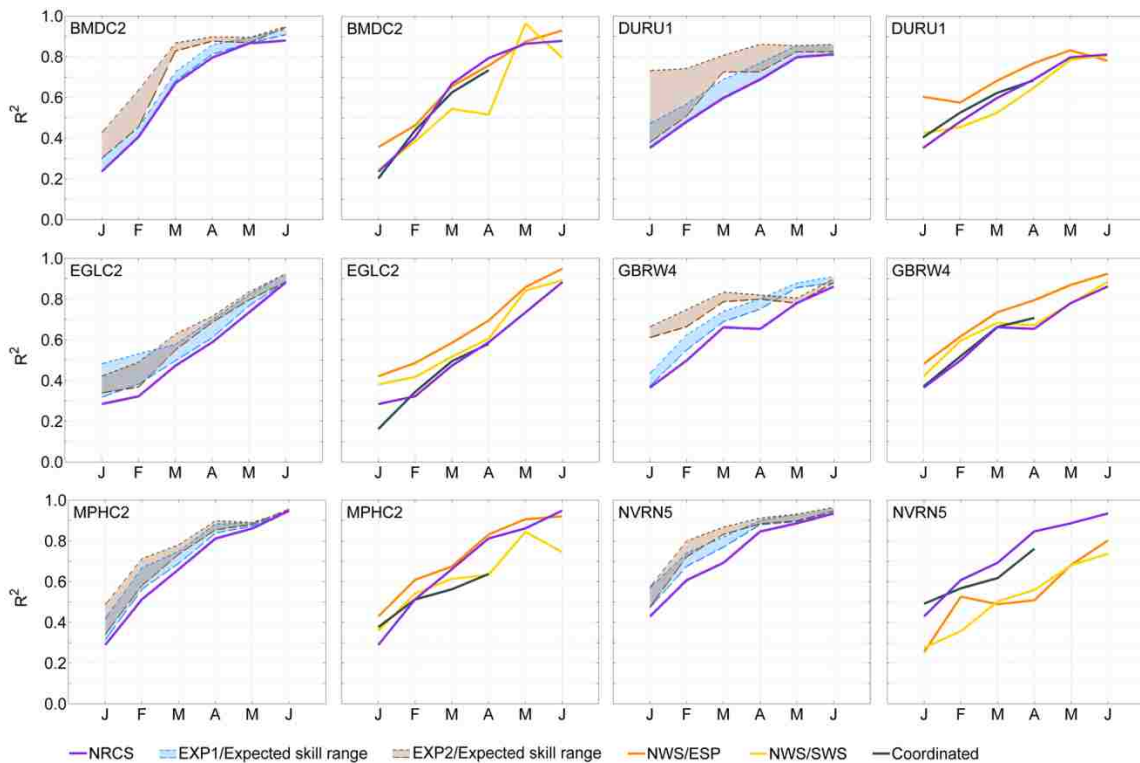 BMDC2 BMDC2 DURU1 DURU1
R2
1.0
0.8
0.6
0.4
0.2
0.0
J F M A M J J F M A M J J F M A M J J F M A M J
EGLC2 EGLC2 GBRW4 GBRW4
R2
1.0
0.8
0.6
0.4
0.2
0.0
J F M A M J J F M A M J J F M A M J J F M A M J
MPHC2 MPHC2 NVRN5 NVRN5
R2
1.0
0.8
0.6
0.4
0.2
0.0
J F M A M J J F M A M J J F M A M J J F M A M J
NRCS EXP1/Expected skill range EXP2/Expected skill range NWS/ESP NWS/SWS Coordinated